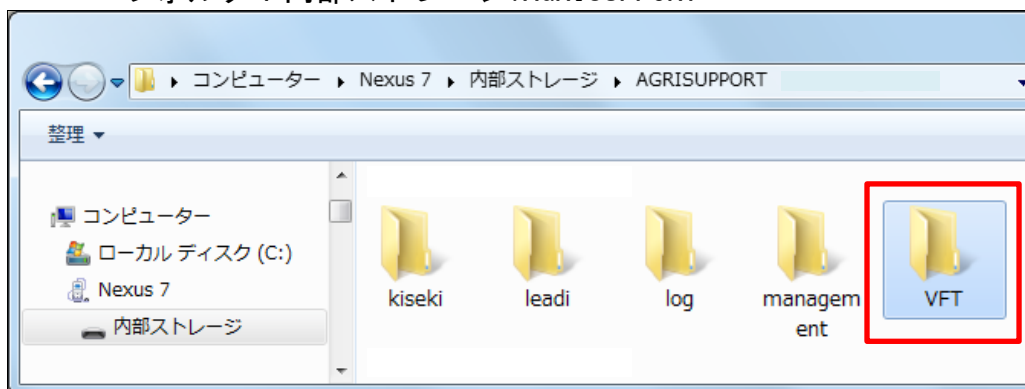 コンピューター ▸ Nexus 7 ▸ 内部ストレージ ▸ AGRISUPPORT
整理 ▼
コンピューター
ローカル ディスク (C:)
Nexus 7
内部ストレージ
kiseki
leadi
log
managem
ent
VFT